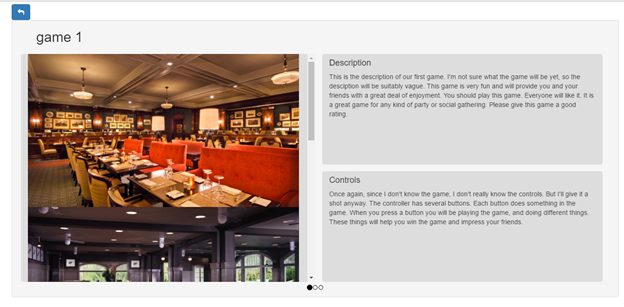 game 1
Description
This is the description of our first game. I'm not sure what the game will be yet, so the
desciption will be suitably vague. This game is very fun and will provide you and your
friends with a great deal of enjoyment. You should play this game. Everyone will like it. It is
a great game for any kind of party or social gathering. Please give this game a good
rating.
Controls
Once again, since I don't know the game, I don't really know the controls. But I'll give it a
shot anyway. The controller has several buttons. Each button does something in the
game. When you press a button you will be playing the game, and doing different things.
These things will help you win the game and impress your friends.